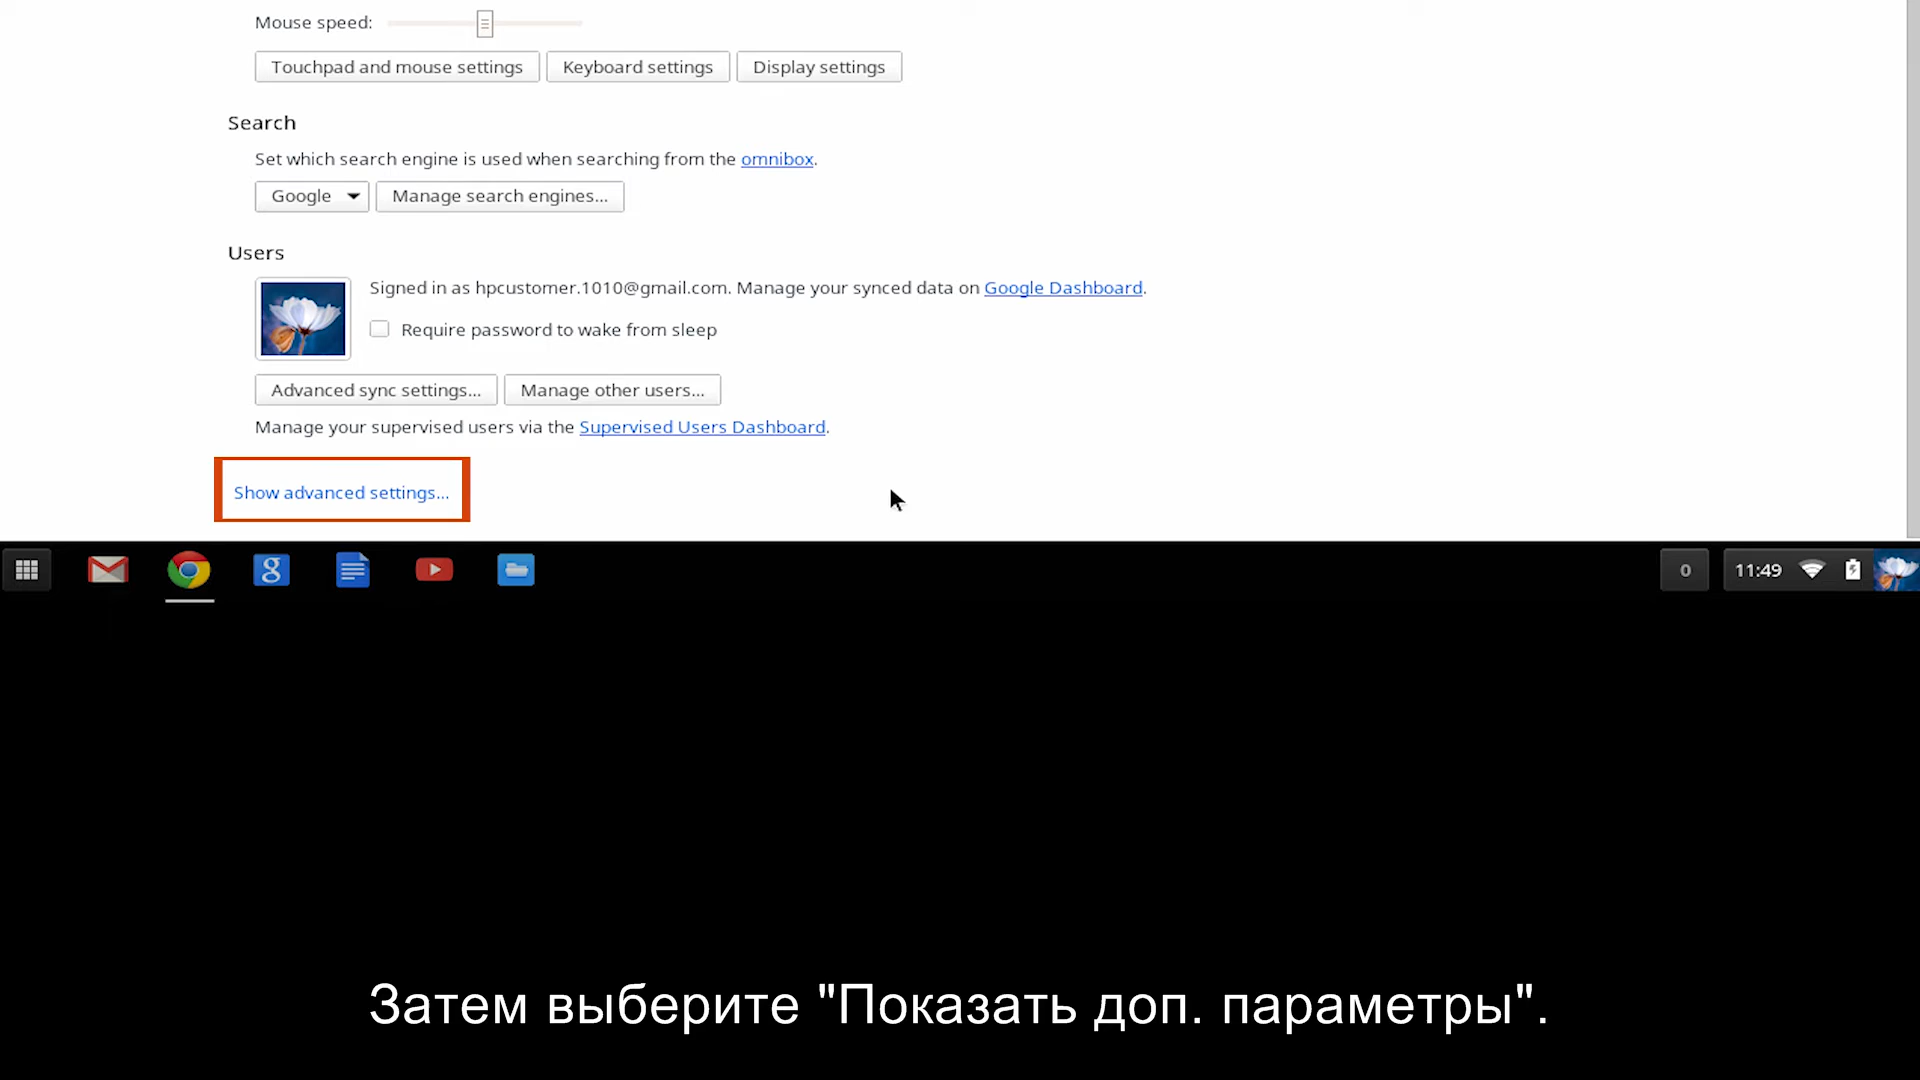 Mouse speed:
Touchpad and mouse settings Keyboard settings Display settings
Search
Set which search engine is used when searching from the omnibox.
Google Manage search engines...
Users
Signed in as hpcustomer.1010@gmail.com. Manage your synced data on Google Dashboard.
Require password to wake from sleep
Advanced sync settings... Manage other users...
Manage your supervised users via the Supervised Users Dashboard.
Show advanced settings...
8 0 11:49
Затем выберите "Показать доп. параметры".